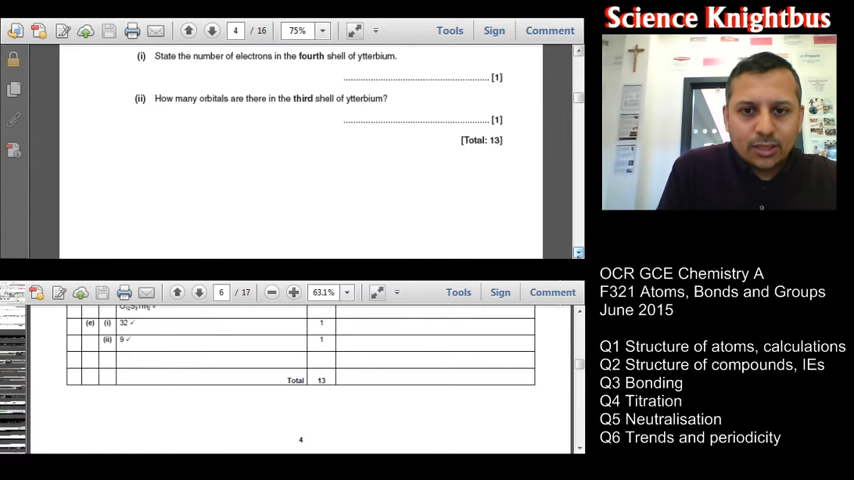 Science Knightbus
4 / 16
75%
Tools
Sign
Comment
(i) State the number of electrons in the fourth shell of ytterbium.
[1]
(ii) How many orbitals are there in the third shell of ytterbium?
[1]
[Total: 13]
6 / 17
63.1%
Tools
Sign
Comment
(e) (i) 32 ✓ 1
(ii) 9 ✓ 1
Total 13
4
OCR GCE Chemistry A
F321 Atoms, Bonds and Groups
June 2015
Q1 Structure of atoms, calculations
Q2 Structure of compounds, IEs
Q3 Bonding
Q4 Titration
Q5 Neutralisation
Q6 Trends and periodicity